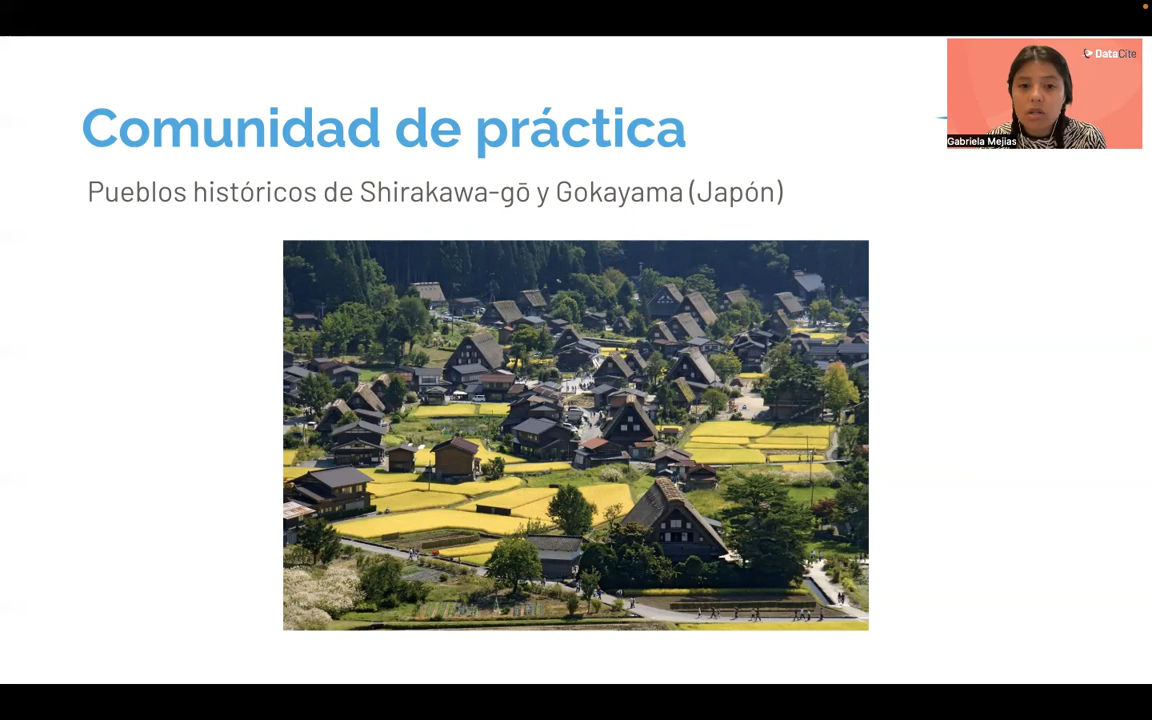 DataCite
Gabriela Mejias
Comunidad de práctica
Pueblos históricos de Shirakawa-gō y Gokayama (Japón)